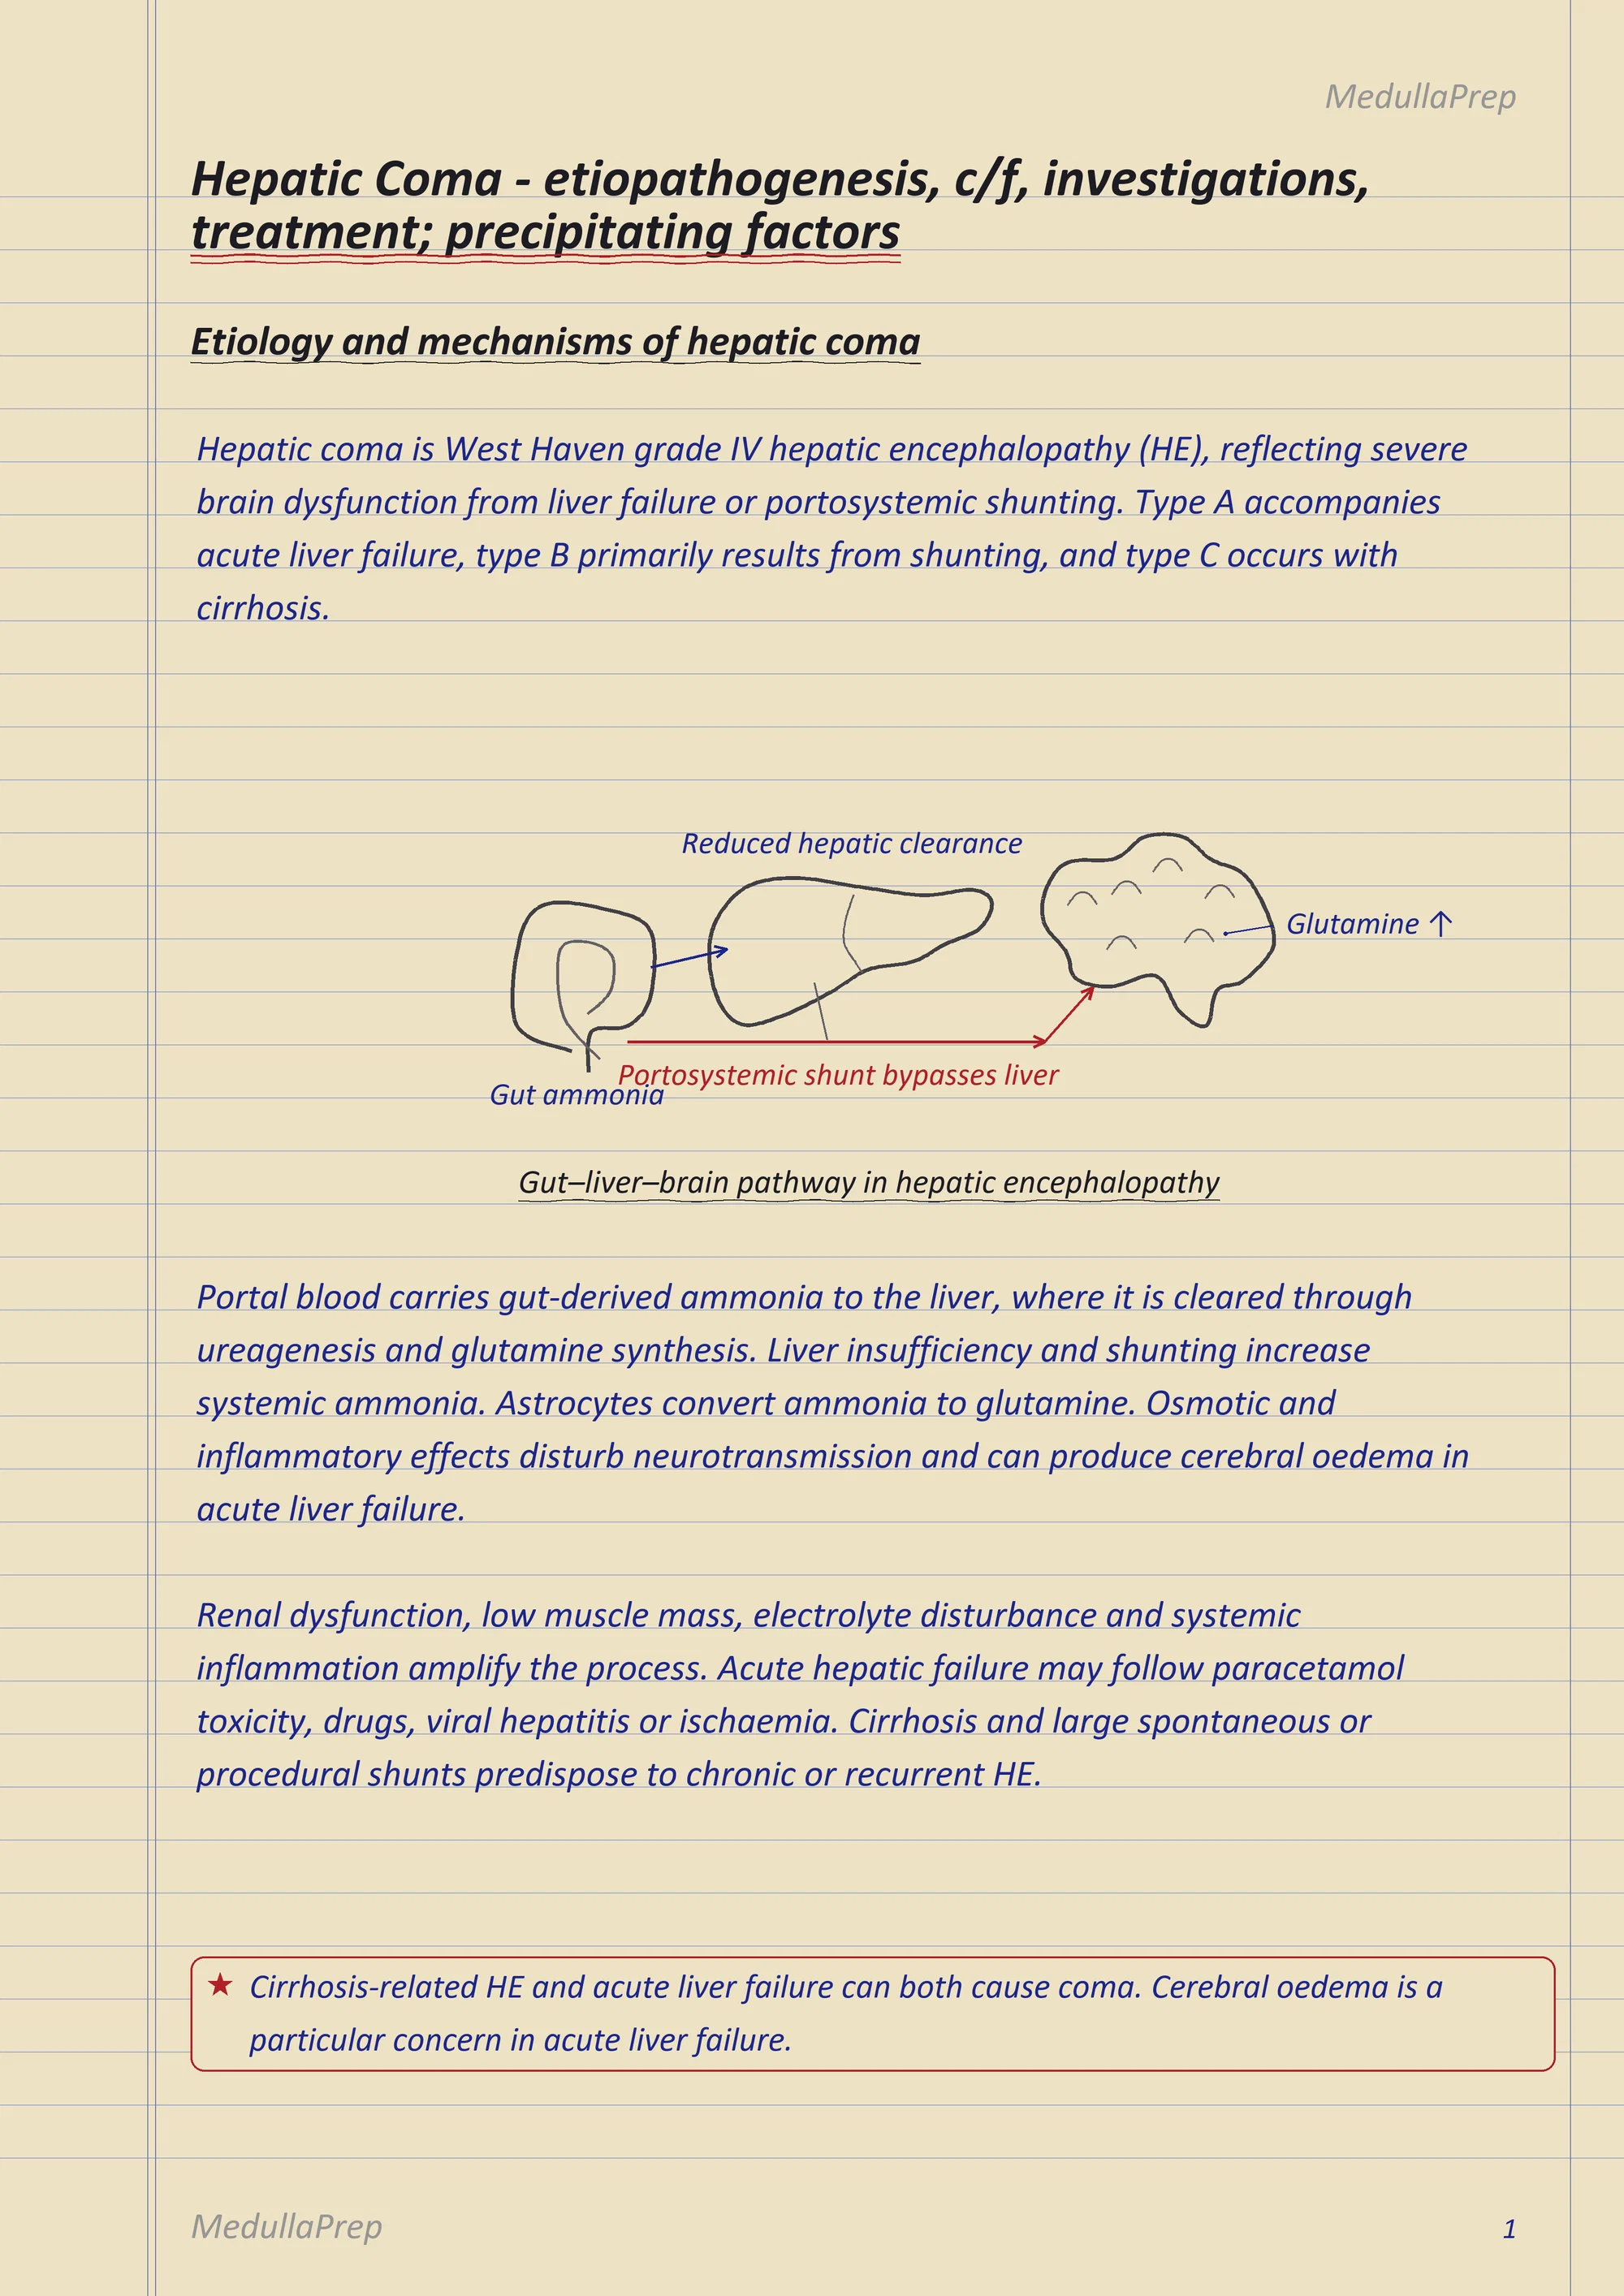 MedullaPrep
Hepatic Coma - etiopathogenesis, c/f, investigations,
treatment; precipitating factors
Etiology and mechanisms of hepatic coma
Hepatic coma is West Haven grade IV hepatic encephalopathy (HE), reflecting severe
brain dysfunction from liver failure or portosystemic shunting. Type A accompanies
acute liver failure, type B primarily results from shunting, and type C occurs with
cirrhosis.
Reduced hepatic clearance
Glutamine ↑
Portosystemic shunt bypasses liver
Gut ammonia
Gut–liver–brain pathway in hepatic encephalopathy
Portal blood carries gut-derived ammonia to the liver, where it is cleared through
ureagenesis and glutamine synthesis. Liver insufficiency and shunting increase
systemic ammonia. Astrocytes convert ammonia to glutamine. Osmotic and
inflammatory effects disturb neurotransmission and can produce cerebral oedema in
acute liver failure.
Renal dysfunction, low muscle mass, electrolyte disturbance and systemic
inflammation amplify the process. Acute hepatic failure may follow paracetamol
toxicity, drugs, viral hepatitis or ischaemia. Cirrhosis and large spontaneous or
procedural shunts predispose to chronic or recurrent HE.
★ Cirrhosis-related HE and acute liver failure can both cause coma. Cerebral oedema is a
particular concern in acute liver failure.
MedullaPrep
1